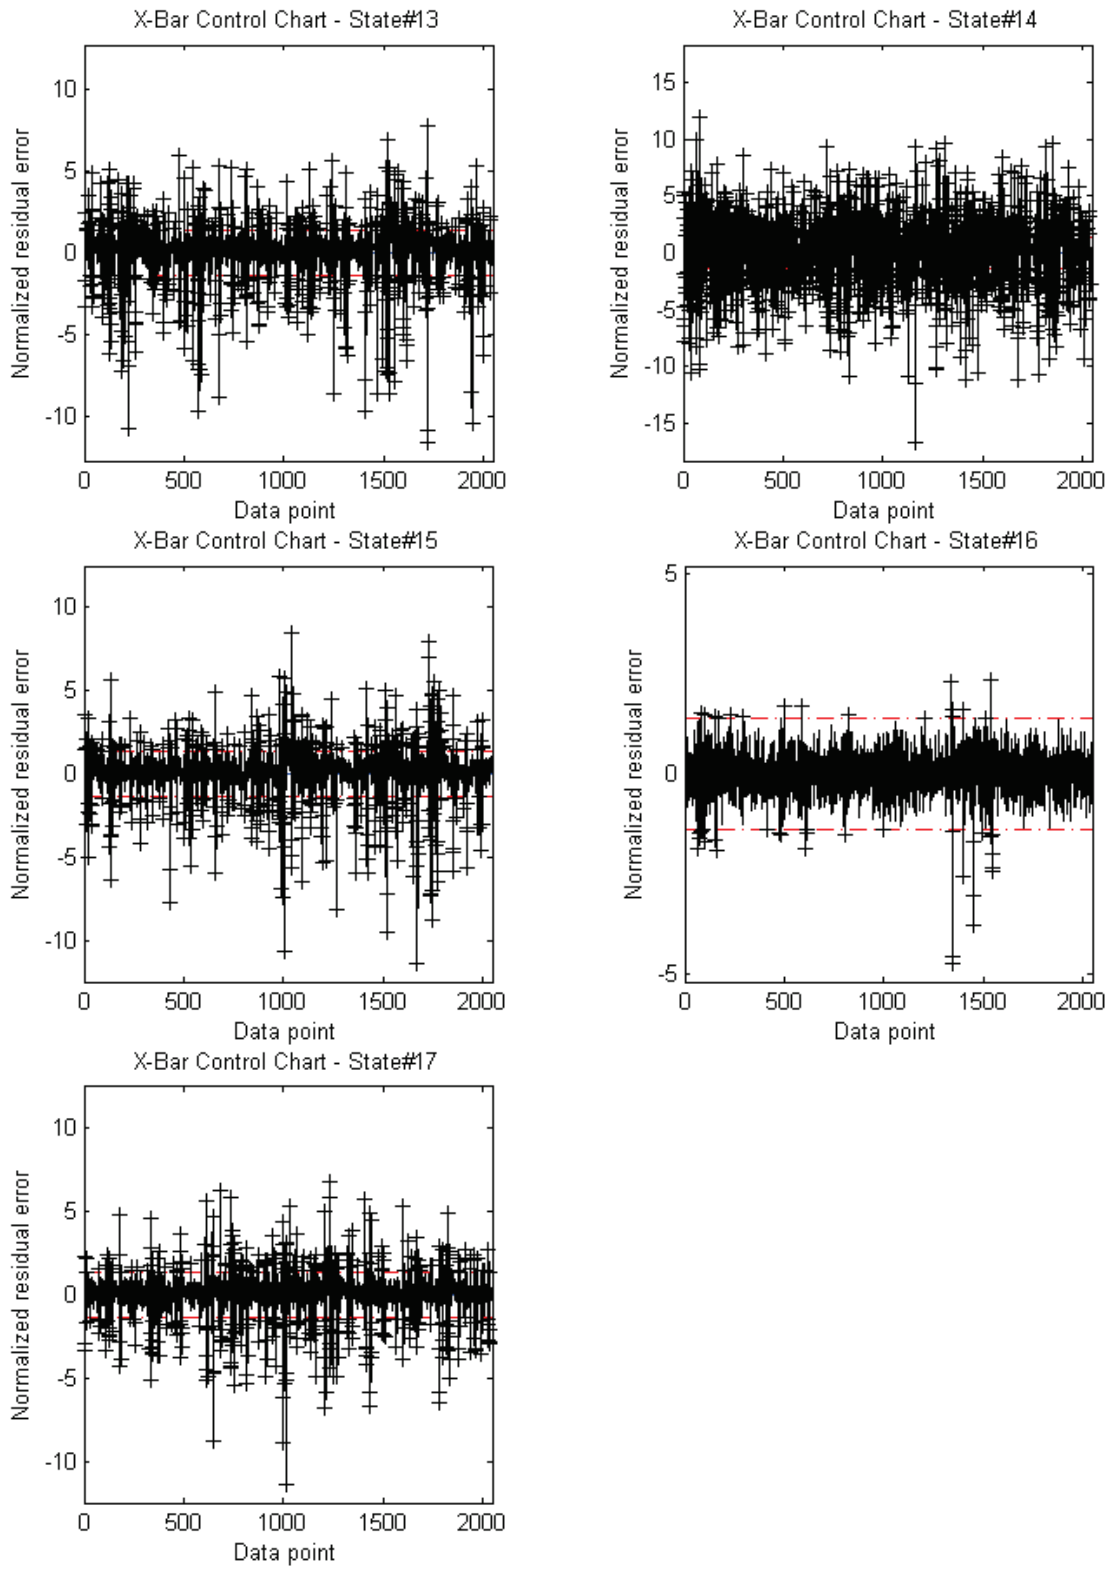 X-Bar Control Chart - State#13
Normalized residual error
10
5
0
-5
-10
0 500 1000 1500 2000
Data point
X-Bar Control Chart - State#14
Normalized residual error
15
10
5
0
-5
-10
-15
0 500 1000 1500 2000
Data point
X-Bar Control Chart - State#15
Normalized residual error
10
5
0
-5
-10
0 500 1000 1500 2000
Data point
X-Bar Control Chart - State#16
Normalized residual error
5
0
-5
0 500 1000 1500 2000
Data point
X-Bar Control Chart - State#17
Normalized residual error
10
5
0
-5
-10
0 500 1000 1500 2000
Data point